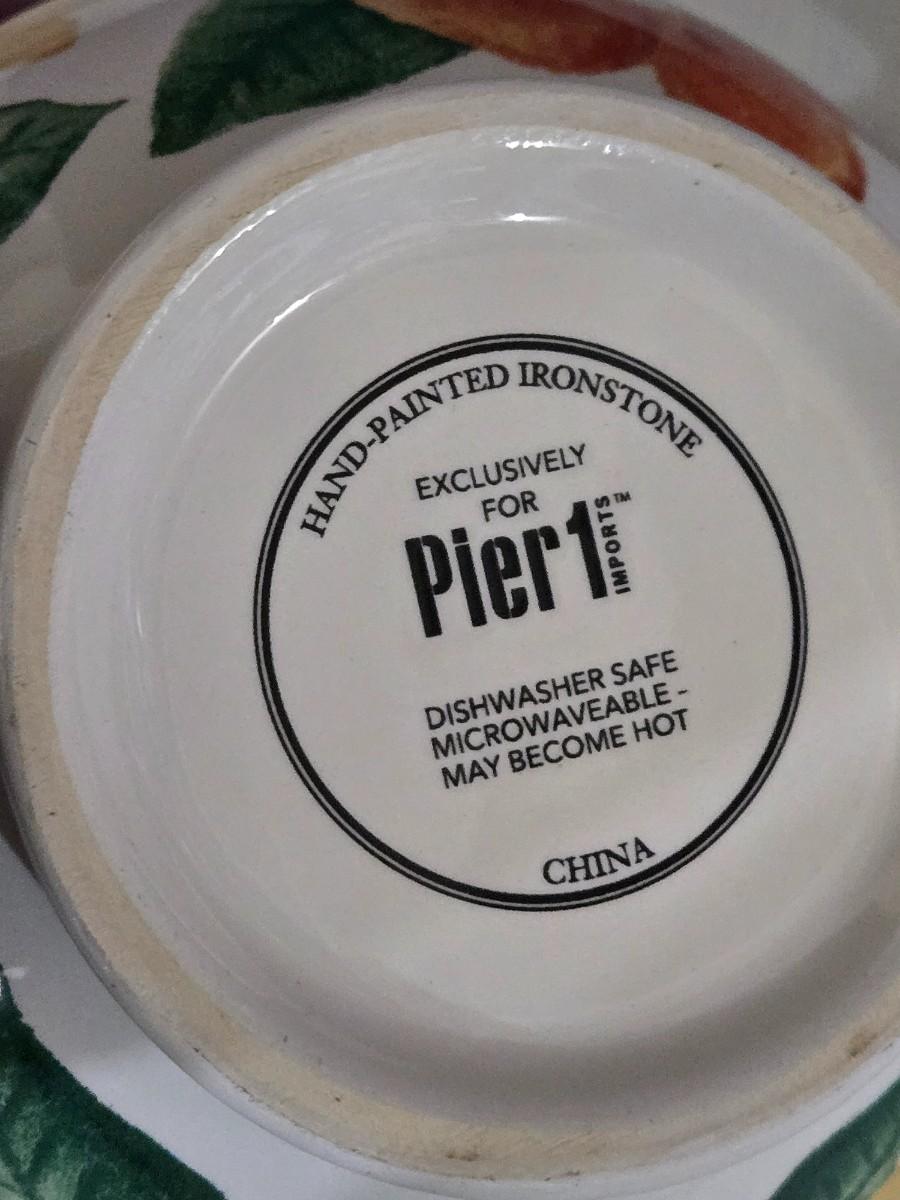 HAND-PAINTED IRONSTONE
EXCLUSIVELY
FOR
Pier1 IMPORTS™
DISHWASHER SAFE
MICROWAVEABLE -
MAY BECOME HOT
CHINA